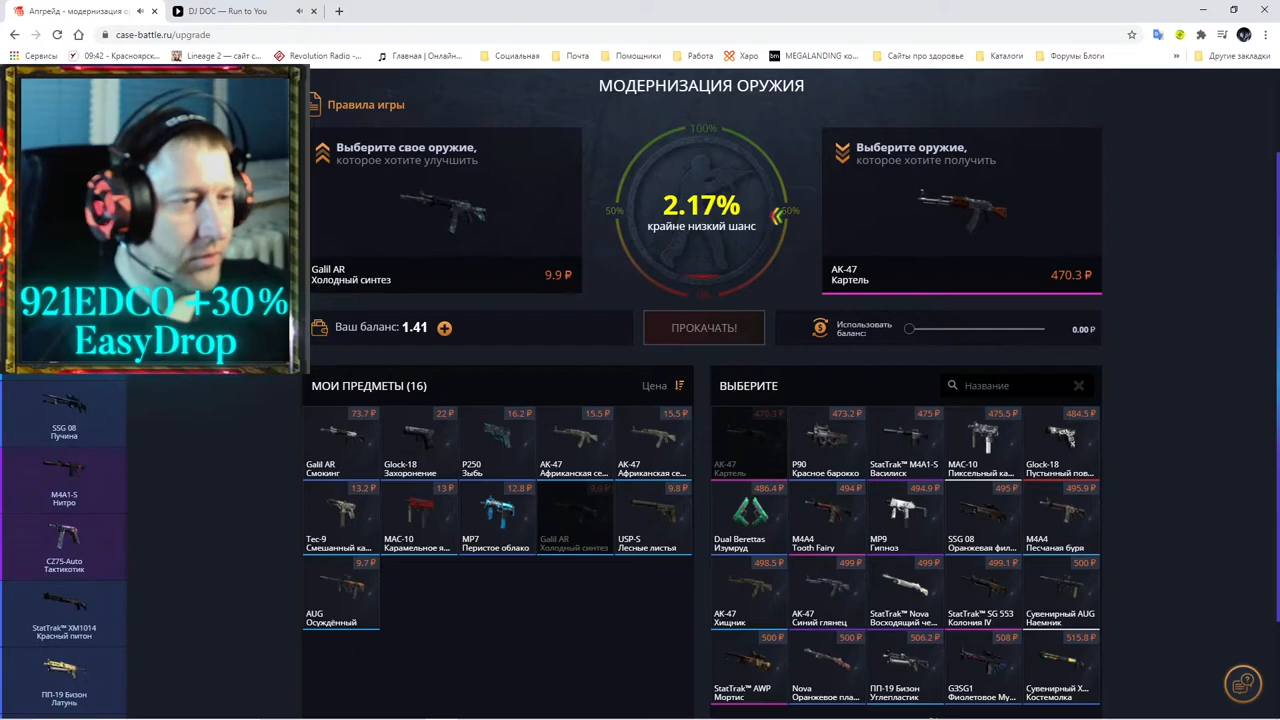 Апгрейд - модернизация о
DJ DOC — Run to You
case-battle.ru/upgrade
Сервисы
09:42 - Красноярск...
Lineage 2 — сайт с...
Revolution Radio -...
Главная | Онлайн...
Социальная
Почта
Помощники
Работа
Харо
MEGALANDING ко...
Сайты про здоровье
Каталоги
Форумы Блоги
»
Другие закладки
МОДЕРНИЗАЦИЯ ОРУЖИЯ
Правила игры
Выберите свое оружие,
которое хотите улучшить
Galil AR
Холодный синтез
9.9 ₽
100%
50%
2.17%
крайне низкий шанс
50%
0%
Выберите оружие,
которое хотите получить
AK-47
Картель
470.3 ₽
921EDC0 +30%
EasyDrop
Ваш баланс: 1.41
ПРОКАЧАТЬ!
Использовать
баланс:
0.00 ₽
SSG 08
Пучина
M4A1-S
Нитро
CZ75-Auto
Тактикотик
StatTrak™ XM1014
Красный питон
ПП-19 Бизон
Латунь
МОИ ПРЕДМЕТЫ (16)
Цена
73.7 ₽
Galil AR
Смокинг
22 ₽
Glock-18
Захоронение
16.2 ₽
P250
Зыбь
15.5 ₽
AK-47
Африканская се...
15.5 ₽
AK-47
Африканская се...
13.2 ₽
Tec-9
Смешанный ка...
13 ₽
MAC-10
Карамельное я...
12.8 ₽
MP7
Перистое облако
9.9 ₽
Galil AR
Холодный синтез
9.8 ₽
USP-S
Лесные листья
9.7 ₽
AUG
Осуждённый
ВЫБЕРИТЕ
Название
470.3 ₽
AK-47
Картель
473.2 ₽
P90
Красное барокко
475 ₽
StatTrak™ M4A1-S
Василиск
475.5 ₽
MAC-10
Пиксельный ка...
484.5 ₽
Glock-18
Пустынный пов...
486.4 ₽
Dual Berettas
Изумруд
494 ₽
M4A4
Tooth Fairy
494.9 ₽
MP9
Гипноз
495 ₽
SSG 08
Оранжевая фил...
495.9 ₽
M4A4
Песчаная буря
498.5 ₽
AK-47
Хищник
499 ₽
AK-47
Синий глянец
499 ₽
StatTrak™ Nova
Восходящий че...
499.1 ₽
StatTrak™ SG 553
Колония IV
500 ₽
Сувенирный AUG
Наемник
500 ₽
StatTrak™ AWP
Мортис
500 ₽
Nova
Оранжевое пла...
506.2 ₽
ПП-19 Бизон
Углепластик
508 ₽
G3SG1
Фиолетовое Му...
515.8 ₽
Сувенирный X...
Костемолка